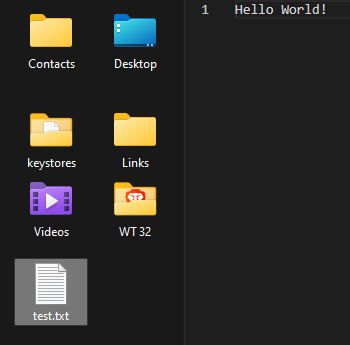 Contacts
Desktop
keystores
Links
Videos
WT 32
test.txt
1 Hello World!